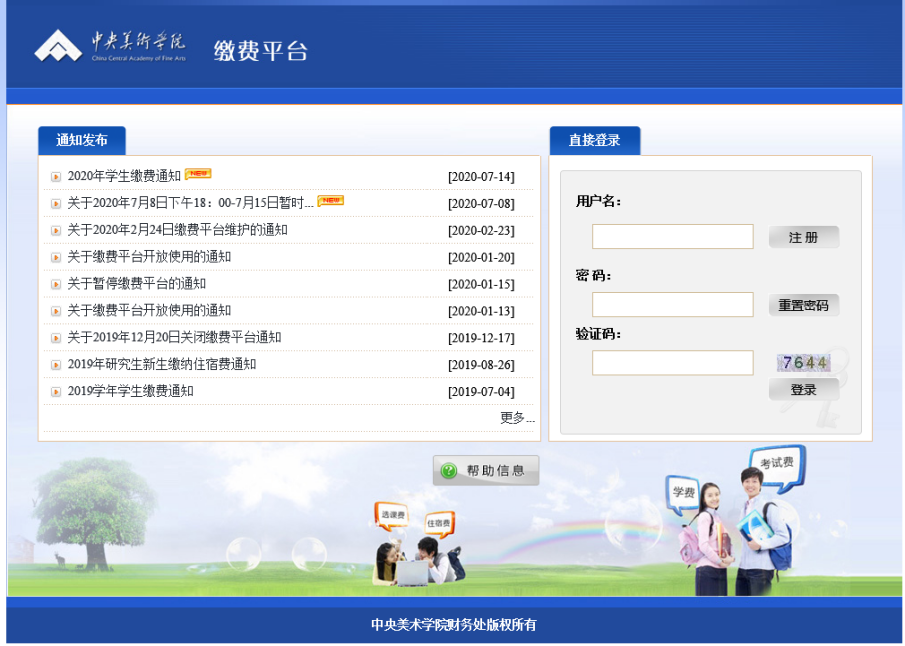 中央美術学院
China Central Academy of Fine Arts
缴费平台
通知发布
2020年学生缴费通知 NEW [2020-07-14]
关于2020年7月8日下午18：00-7月15日暂时... NEW [2020-07-08]
关于2020年2月24日缴费平台维护的通知 [2020-02-23]
关于缴费平台开放使用的通知 [2020-01-20]
关于暂停缴费平台的通知 [2020-01-15]
关于缴费平台开放使用的通知 [2020-01-13]
关于2019年12月20日关闭缴费平台通知 [2019-12-17]
2019年研究生新生缴纳住宿费通知 [2019-08-26]
2019学年学生缴费通知 [2019-07-04]
更多...
直接登录
用户名：
注 册
密 码：
重置密码
验证码：
7644
登录
帮助信息
选课费
住宿费
学费
考试费
中央美术学院财务处版权所有